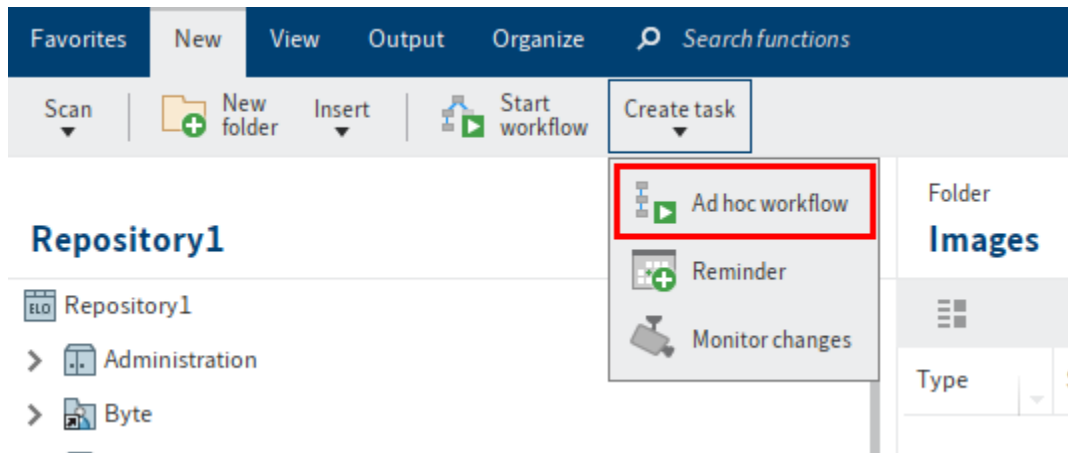 Favorites New View Output Organize Search functions
Scan New folder Insert Start workflow Create task
Ad hoc workflow
Reminder
Monitor changes
Repository1
ELO Repository1
Administration
Byte
Folder
Images
Type